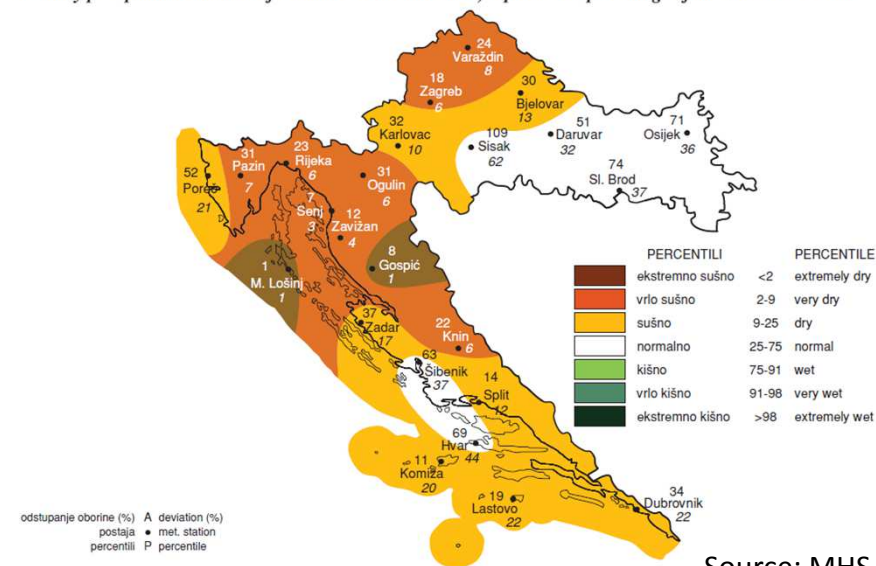 24
Varaždin
8
18
Zagreb
6
30
Bjelovar
13
32
Karlovac
10
109
Sisak
62
51
Daruvar
32
71
Osijek
36
74
Sl. Brod
37
52
Poreč
21
31
Pazin
7
23
Rijeka
6
31
Ogulin
6
7
Senj
3
12
Zavižan
4
8
Gospić
1
1
M. Lošinj
1
37
Zadar
17
22
Knin
6
63
Šibenik
37
14
Split
12
69
Hvar
44
11
Komiža
20
19
Lastovo
22
34
Dubrovnik
22
PERCENTILI PERCENTILE
ekstremno sušno <2 extremely dry
vrlo sušno 2-9 very dry
sušno 9-25 dry
normalno 25-75 normal
kišno 75-91 wet
vrlo kišno 91-98 very wet
ekstremno kišno >98 extremely wet
odstupanje oborine (%) A deviation (%)
postaja • met. station
percentili P percentile
Source: MHS